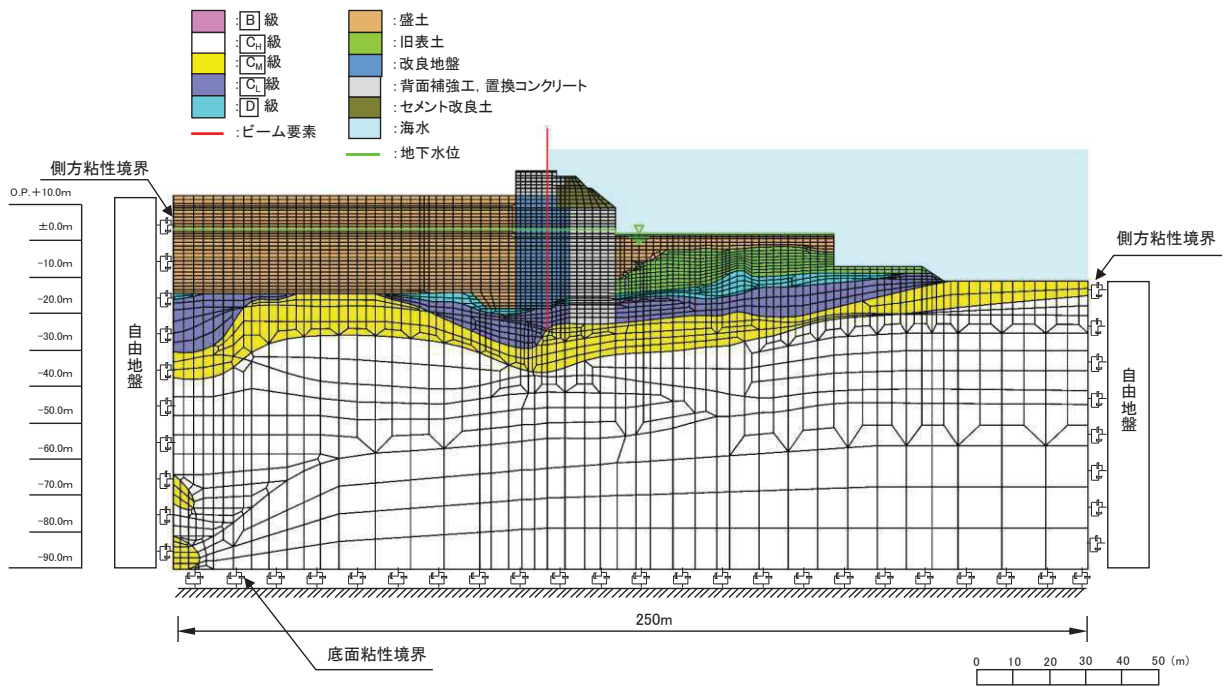 :B級
:CH級
:CM級
:CL級
:D級
:ビーム要素
:盛土
:旧表土
:改良地盤
:背面補強工，置換コンクリート
:セメント改良土
:海水
:地下水位
側方粘性境界
O.P.+10.0m
±0.0m
-10.0m
-20.0m
-30.0m
-40.0m
-50.0m
-60.0m
-70.0m
-80.0m
-90.0m
自由地盤
側方粘性境界
自由地盤
250m
底面粘性境界
0 10 20 30 40 50 (m)